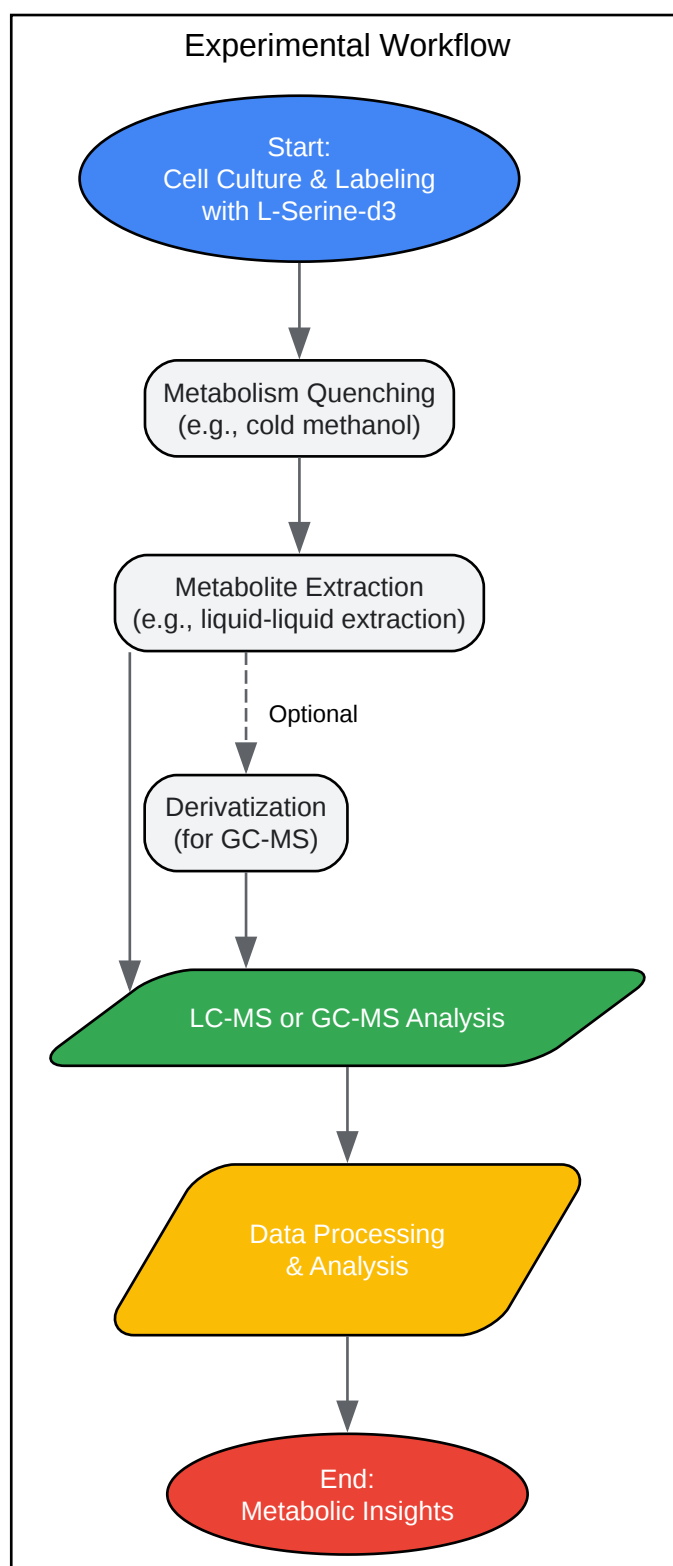 Experimental Workflow
Start:
Cell Culture & Labeling
with L-Serine-d3
Metabolism Quenching
(e.g., cold methanol)
Metabolite Extraction
(e.g., liquid-liquid extraction)
Optional
Derivatization
(for GC-MS)
LC-MS or GC-MS Analysis
Data Processing
& Analysis
End:
Metabolic Insights